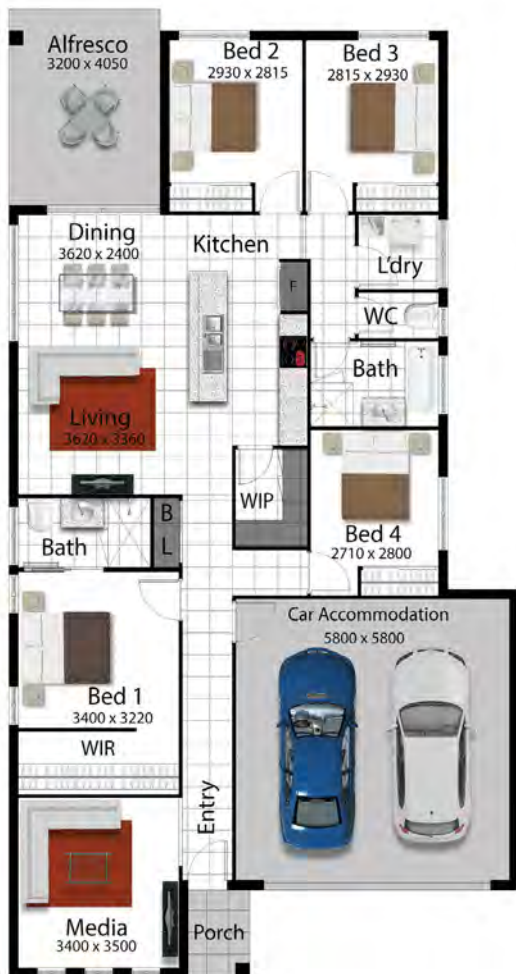 Alfresco
3200 x 4050
Bed 2
2930 x 2815
Bed 3
2815 x 2930
Dining
3620 x 2400
Kitchen
F
L'dry
WC
Bath
Living
3620 x 3360
WIP
B
L
Bath
Bed 4
2710 x 2800
Car Accommodation
5800 x 5800
Bed 1
3400 x 3220
WIR
Entry
Media
3400 x 3500
Porch